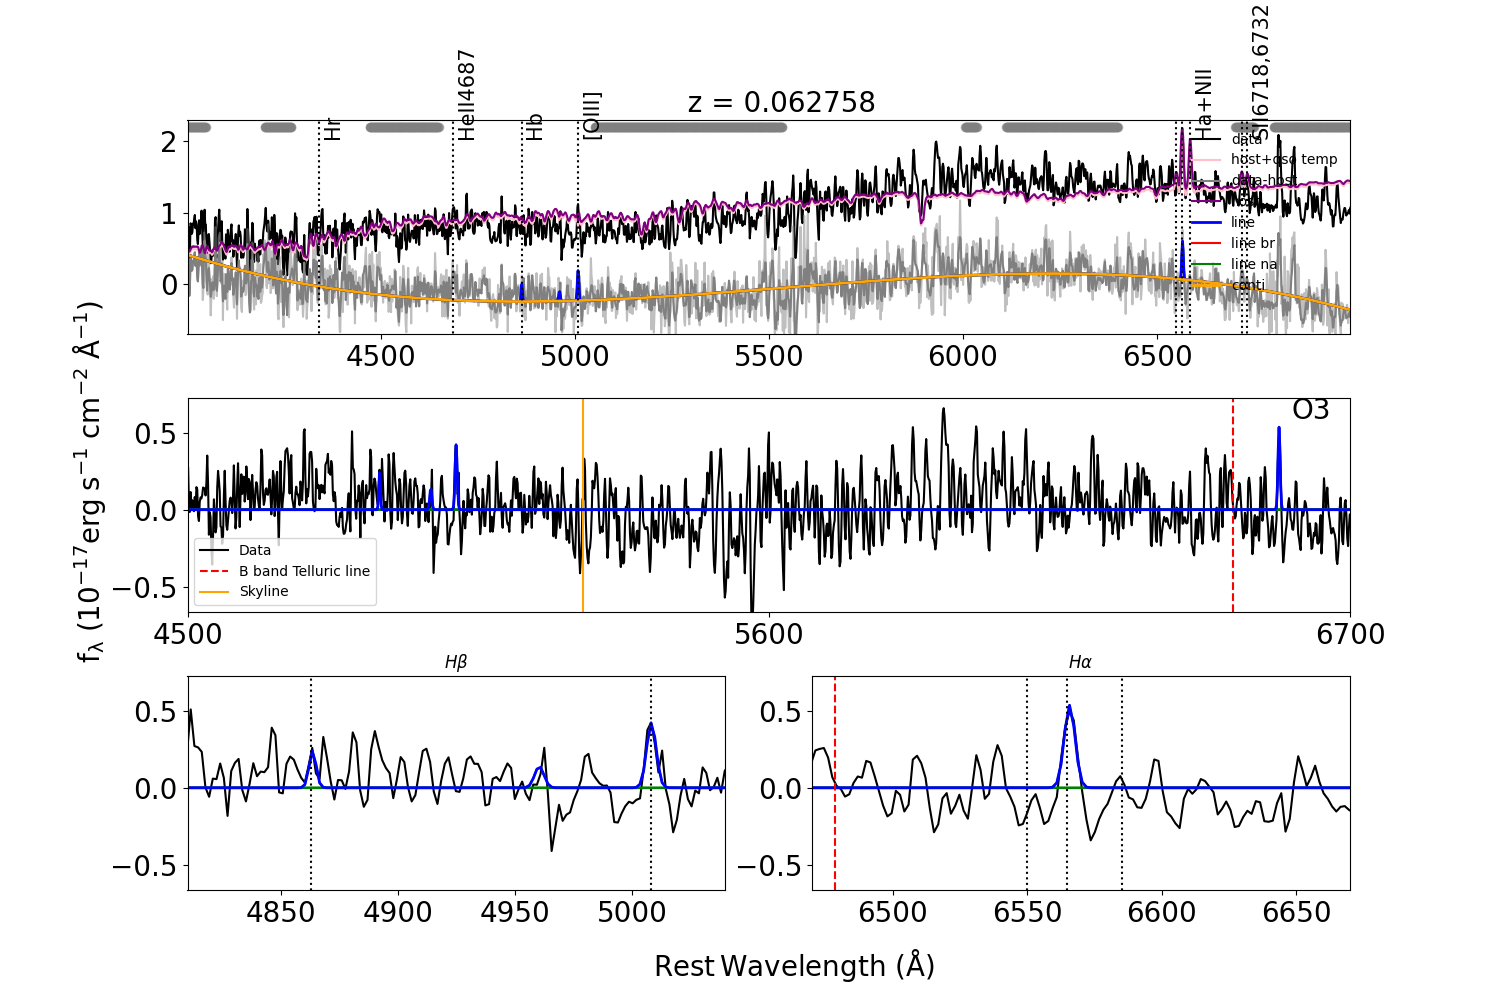 z = 0.062758
Hr
HeII4687
Hb
[OIII]
Ha+NII
SII6718,6732
data
host+qso temp
data-host
line
line br
line na
conti
2
1
0
4500
5000
5500
6000
6500
O3
0.5
0.0
−0.5
Data
B band Telluric line
Skyline
4500
5600
6700
f_λ (10⁻¹⁷erg s⁻¹ cm⁻² Å⁻¹)
Hβ
0.5
0.0
−0.5
4850
4900
4950
5000
Hα
0.5
0.0
−0.5
6500
6550
6600
6650
Rest Wavelength (Å)